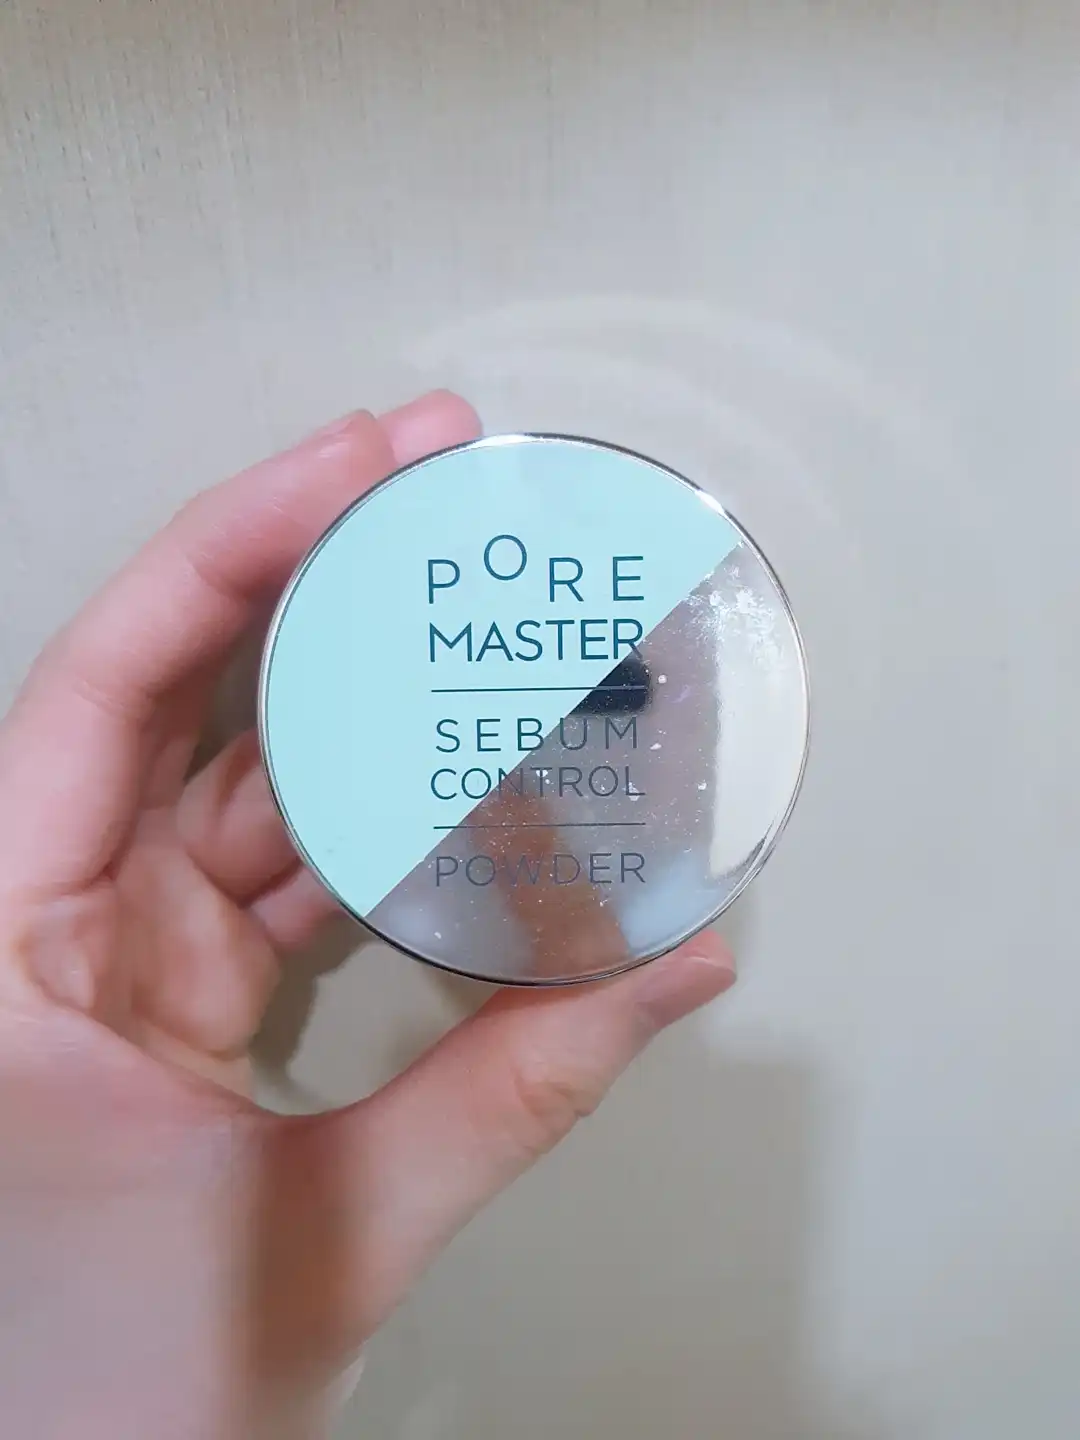 PORE
MASTER
SEBUM
CONTROL
POWDER